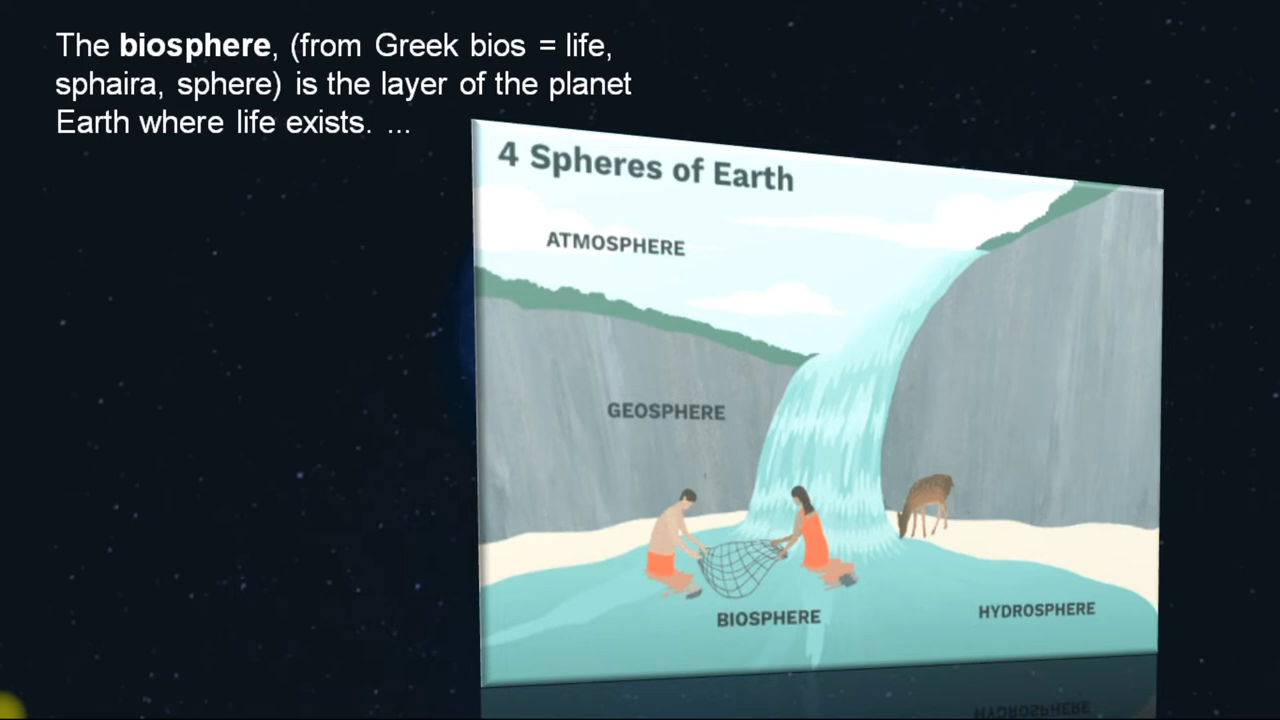 The biosphere, (from Greek bios = life,
sphaira, sphere) is the layer of the planet
Earth where life exists. ...
4 Spheres of Earth
ATMOSPHERE
GEOSPHERE
BIOSPHERE
HYDROSPHERE
HYDROSPHERE